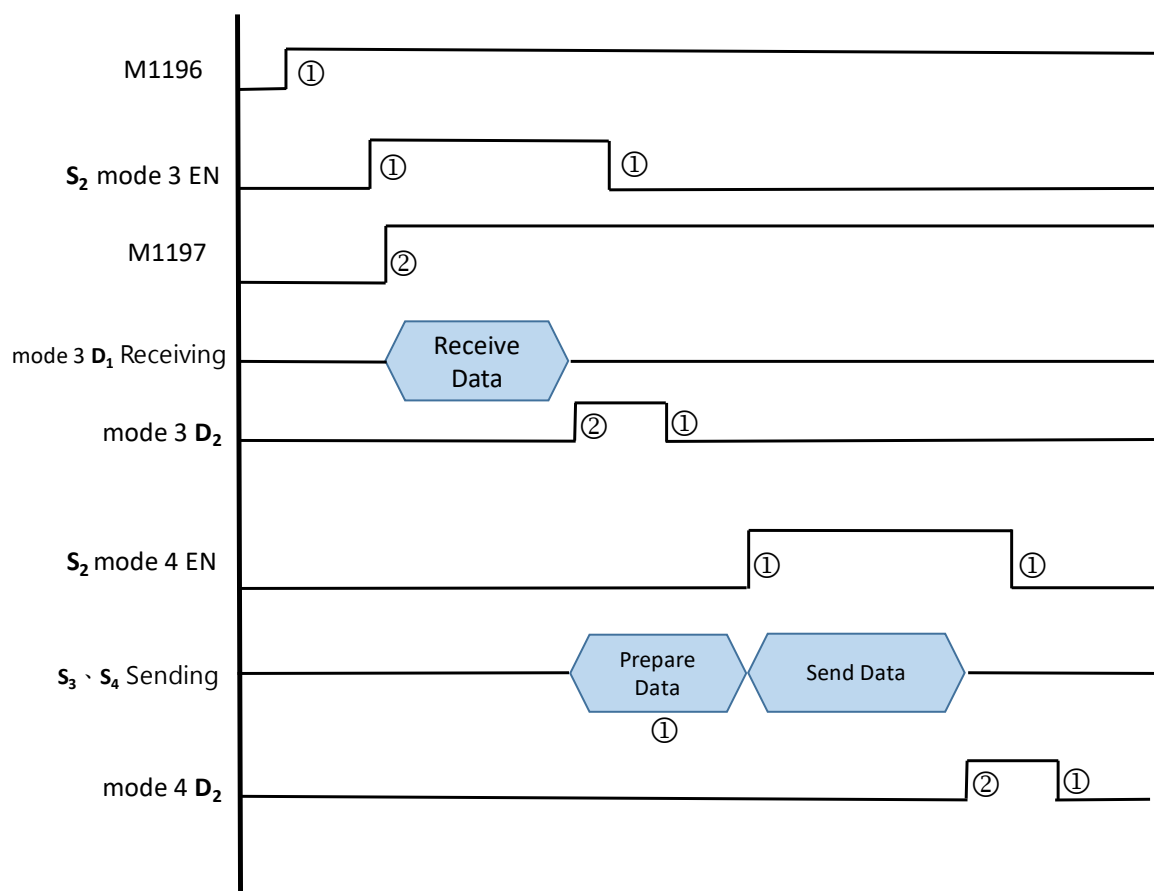 M1196
①
S₂ mode 3 EN
① ①
M1197
②
mode 3 D₁ Receiving
Receive
Data
mode 3 D₂
② ①
S₂ mode 4 EN
① ①
S₃、S₄ Sending
Prepare
Data
①
Send Data
mode 4 D₂
② ①